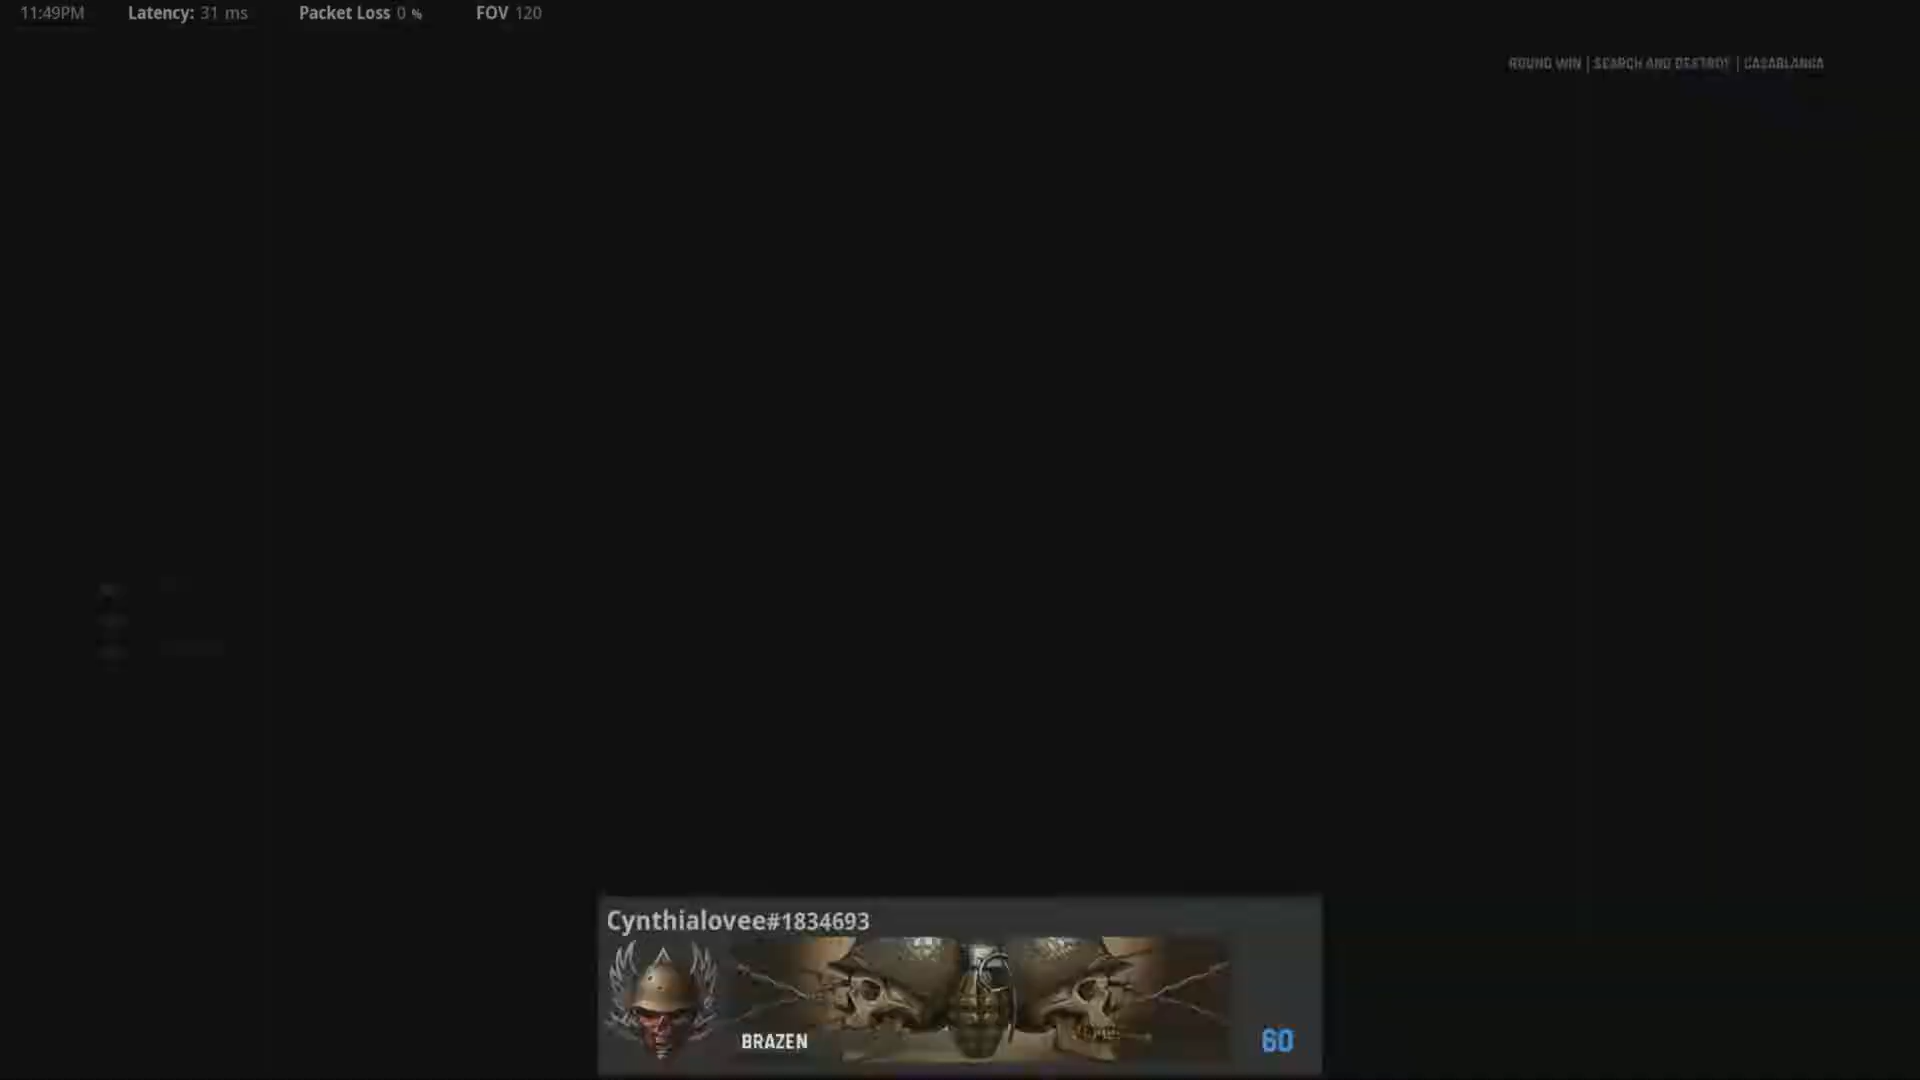 11:49PM Latency: 31 ms Packet Loss 0 % FOV 120
ROUND WIN | SEARCH AND DESTROY | CASABLANCA
Cynthialovee#1834693
BRAZEN
60